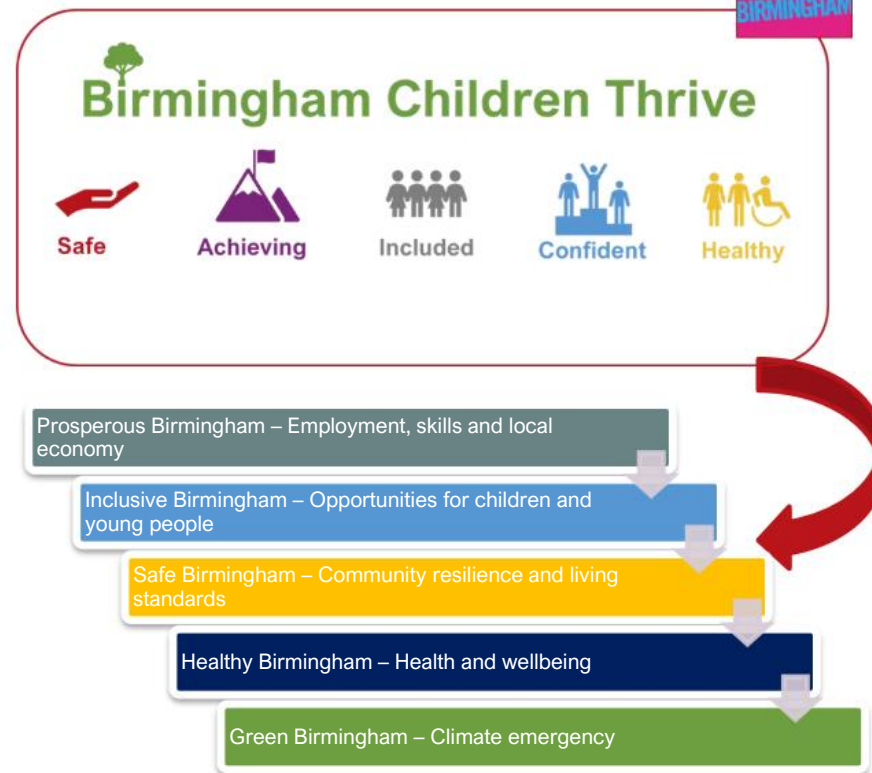 BIRMINGHAM
Birmingham Children Thrive
Safe
Achieving
Included
Confident
Healthy
Prosperous Birmingham – Employment, skills and local
economy
Inclusive Birmingham – Opportunities for children and
young people
Safe Birmingham – Community resilience and living
standards
Healthy Birmingham – Health and wellbeing
Green Birmingham – Climate emergency